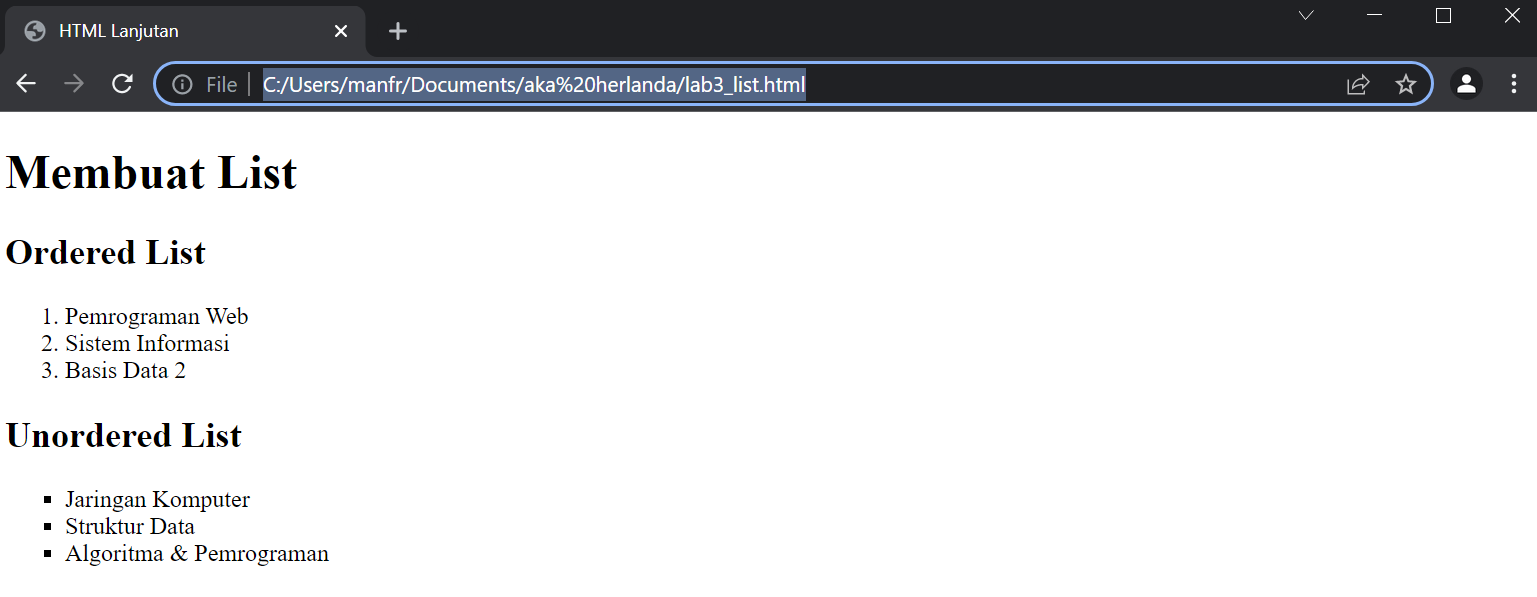 HTML Lanjutan
File C:/Users/manfr/Documents/aka%20herlanda/lab3_list.html
Membuat List
Ordered List
1. Pemrograman Web
2. Sistem Informasi
3. Basis Data 2
Unordered List
▪ Jaringan Komputer
▪ Struktur Data
▪ Algoritma & Pemrograman